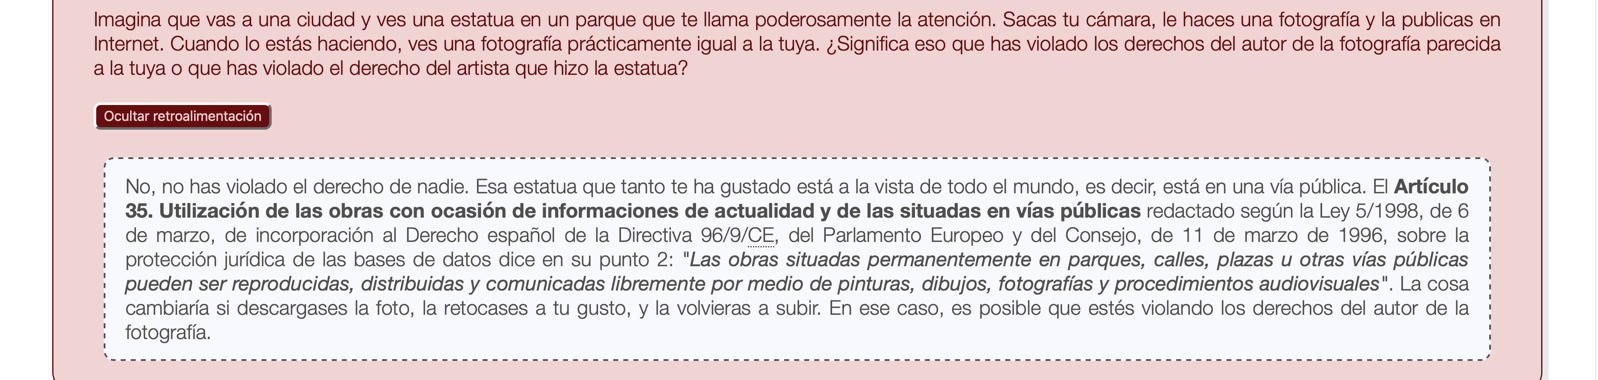 Imagina que vas a una ciudad y ves una estatua en un parque que te llama poderosamente la atención. Sacas tu cámara, le haces una fotografía y la publicas en
Internet. Cuando lo estás haciendo, ves una fotografía prácticamente igual a la tuya. ¿Significa eso que has violado los derechos del autor de la fotografía parecida
a la tuya o que has violado el derecho del artista que hizo la estatua?
Ocultar retroalimentación
No, no has violado el derecho de nadie. Esa estatua que tanto te ha gustado está a la vista de todo el mundo, es decir, está en una vía pública. El Artículo
35. Utilización de las obras con ocasión de informaciones de actualidad y de las situadas en vías públicas redactado según la Ley 5/1998, de 6
de marzo, de incorporación al Derecho español de la Directiva 96/9/CE, del Parlamento Europeo y del Consejo, de 11 de marzo de 1996, sobre la
protección jurídica de las bases de datos dice en su punto 2: "Las obras situadas permanentemente en parques, calles, plazas u otras vías públicas
pueden ser reproducidas, distribuidas y comunicadas libremente por medio de pinturas, dibujos, fotografías y procedimientos audiovisuales". La cosa
cambiaría si descargases la foto, la retocases a tu gusto, y la volvieras a subir. En ese caso, es posible que estés violando los derechos del autor de la
fotografía.